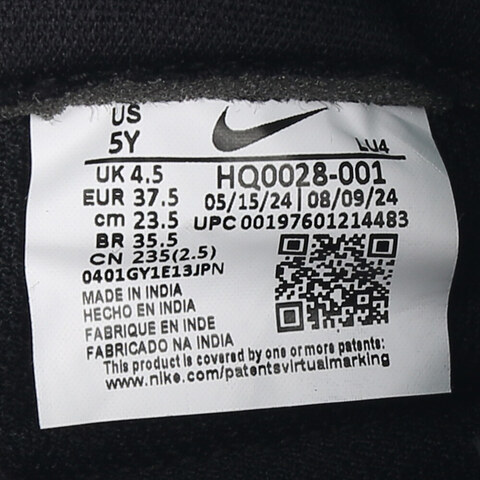 US
5Y
LU4
UK 4.5
HQ0028-001
EUR 37.5
05/15/24 | 08/09/24
cm 23.5
UPC 00197601214483
BR 35.5
CN 235(2.5)
0401GY1E13JPN
MADE IN INDIA
HECHO EN INDIA
FABRIQUE EN INDE
FABRICADO NA INDIA
This product is covered by one or more patents:
www.nike.com/patentsvirtualmarking